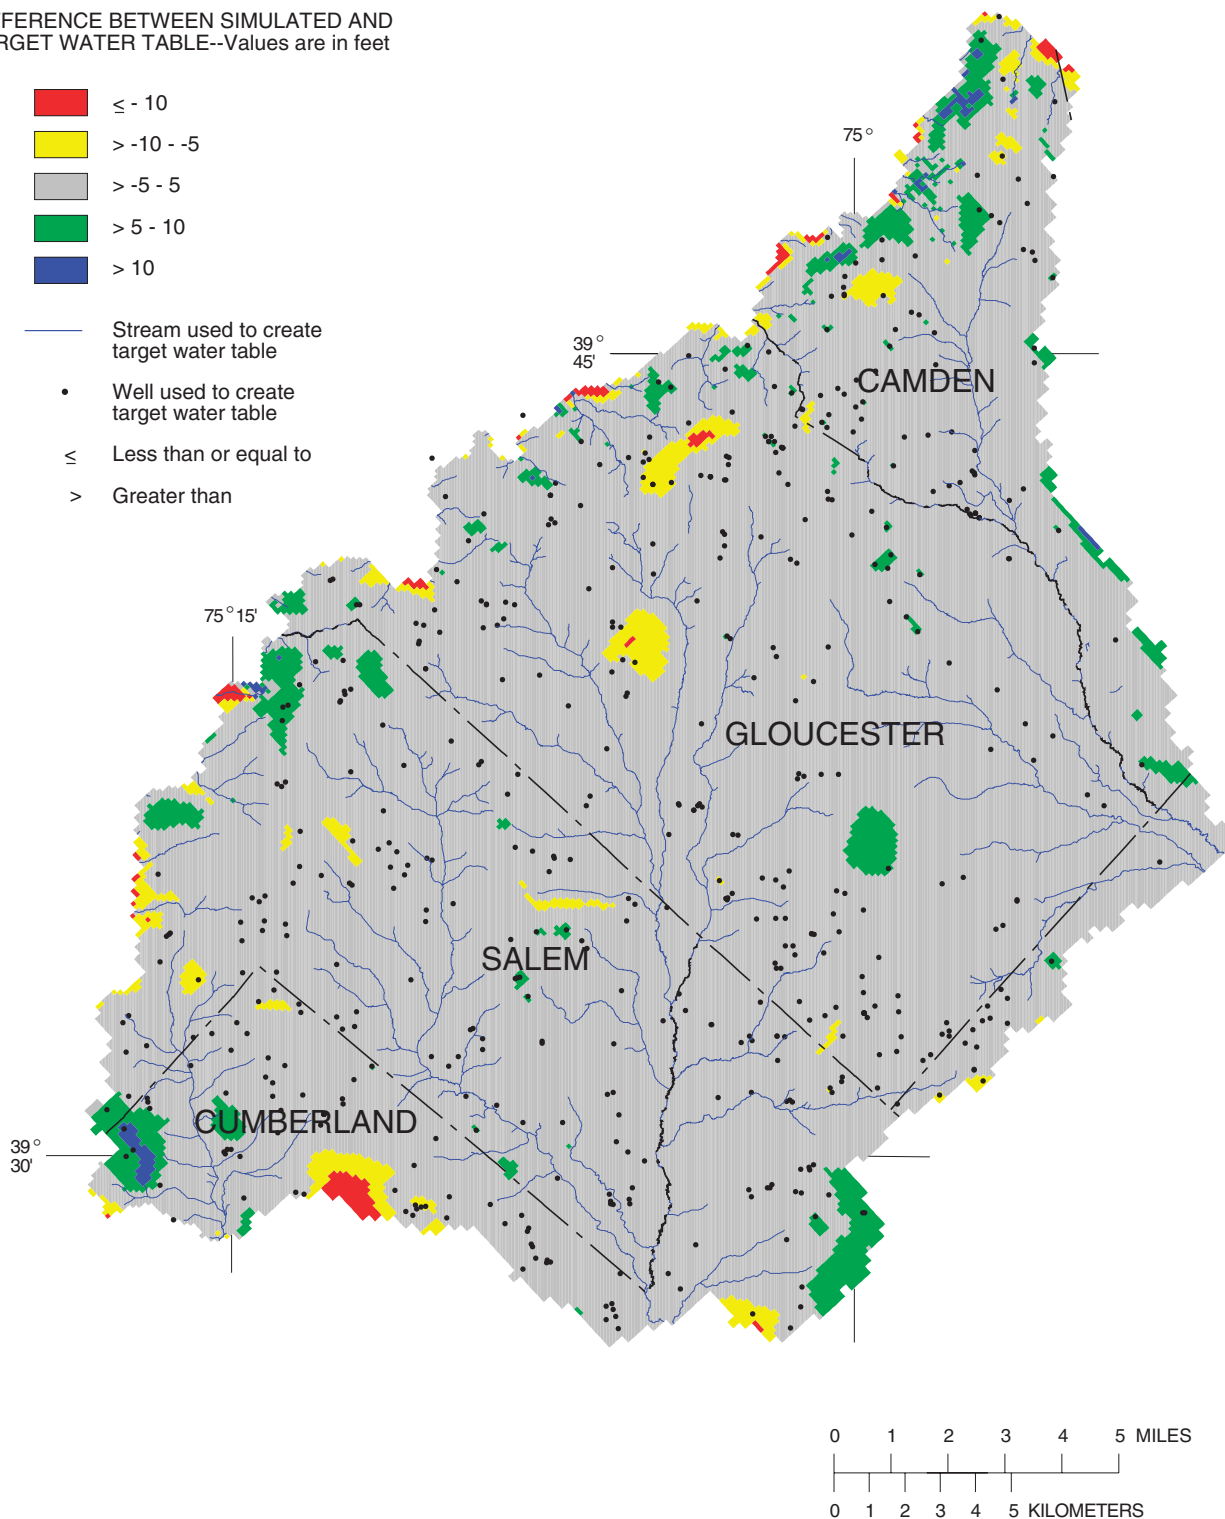 FFERENCE BETWEEN SIMULATED AND
RGET WATER TABLE--Values are in feet
≤ - 10
> -10 - -5
> -5 - 5
> 5 - 10
> 10
Stream used to create
target water table
Well used to create
target water table
≤ Less than or equal to
> Greater than
75°
39°
45'
CAMDEN
75° 15'
GLOUCESTER
SALEM
CUMBERLAND
39°
30'
0 1 2 3 4 5 MILES
0 1 2 3 4 5 KILOMETERS